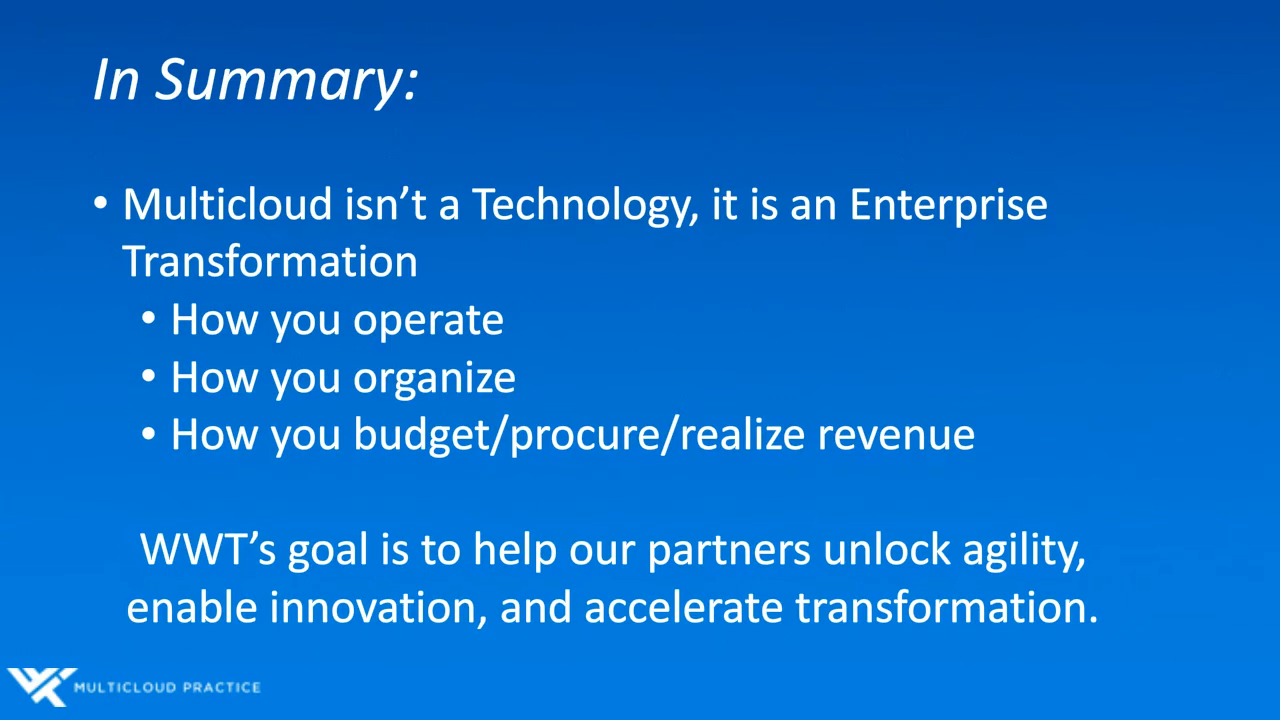 In Summary:
• Multicloud isn’t a Technology, it is an Enterprise
Transformation
• How you operate
• How you organize
• How you budget/procure/realize revenue
WWT’s goal is to help our partners unlock agility,
enable innovation, and accelerate transformation.
MULTICLOUD PRACTICE